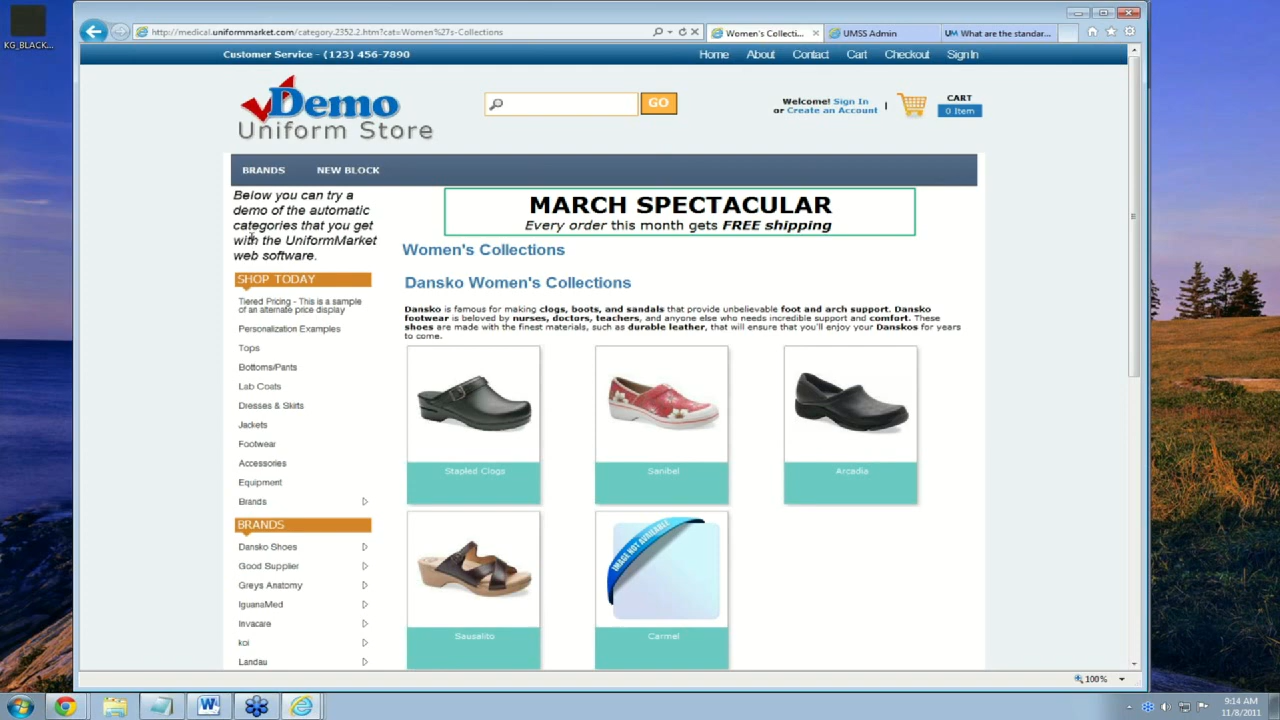 KG_BLACK...
http://medical.uniformmarket.com/category.2352.2.htm?cat=Women%27s-Collections
Women's Collecti...
UMSS Admin
UM What are the standar...
Customer Service - (123) 456-7890
Home About Contact Cart Checkout Sign In
Demo
Uniform Store
GO
Welcome! Sign In
or Create an Account
CART
0 Item
BRANDS NEW BLOCK
Below you can try a
demo of the automatic
categories that you get
with the UniformMarket
web software.
MARCH SPECTACULAR
Every order this month gets FREE shipping
Women's Collections
SHOP TODAY
Tiered Pricing - This is a sample
of an alternate price display
Personalization Examples
Tops
Bottoms/Pants
Lab Coats
Dresses & Skirts
Jackets
Footwear
Accessories
Equipment
Brands
BRANDS
Dansko Shoes
Good Supplier
Greys Anatomy
IguanaMed
Invacare
koi
Landau
Dansko Women's Collections
Dansko is famous for making clogs, boots, and sandals that provide unbelievable foot and arch support. Dansko
footwear is beloved by nurses, doctors, teachers, and anyone else who needs incredible support and comfort. These
shoes are made with the finest materials, such as durable leather, that will ensure that you'll enjoy your Danskos for years
to come.
Stapled Clogs
Sanibel
Arcadia
IMAGE NOT AVAILABLE
Sausalito
Carmel
100%
9:14 AM
11/8/2011